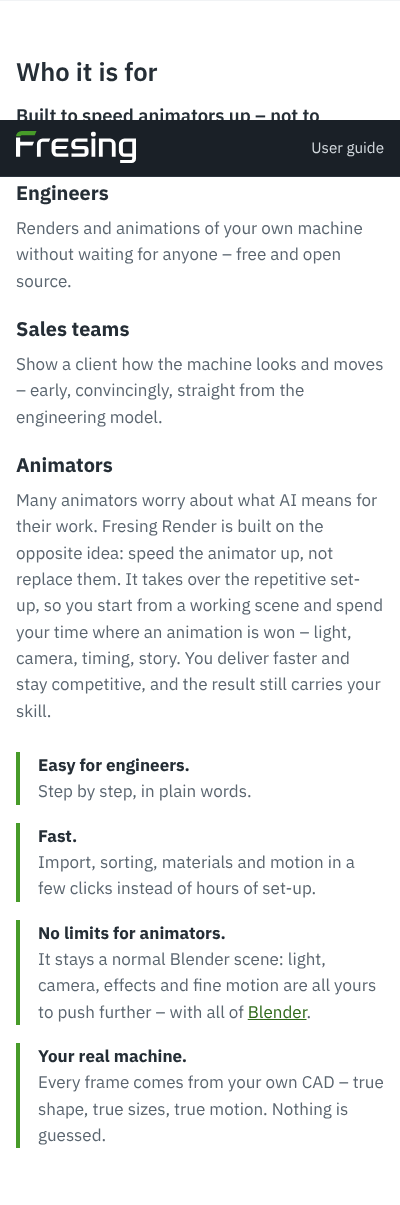 Who it is for
Built to speed animators up – not to
Fresing
User guide
Engineers
Renders and animations of your own machine
without waiting for anyone – free and open
source.
Sales teams
Show a client how the machine looks and moves
– early, convincingly, straight from the
engineering model.
Animators
Many animators worry about what AI means for
their work. Fresing Render is built on the
opposite idea: speed the animator up, not
replace them. It takes over the repetitive set-
up, so you start from a working scene and spend
your time where an animation is won – light,
camera, timing, story. You deliver faster and
stay competitive, and the result still carries your
skill.
Easy for engineers.
Step by step, in plain words.
Fast.
Import, sorting, materials and motion in a
few clicks instead of hours of set-up.
No limits for animators.
It stays a normal Blender scene: light,
camera, effects and fine motion are all yours
to push further – with all of Blender.
Your real machine.
Every frame comes from your own CAD – true
shape, true sizes, true motion. Nothing is
guessed.